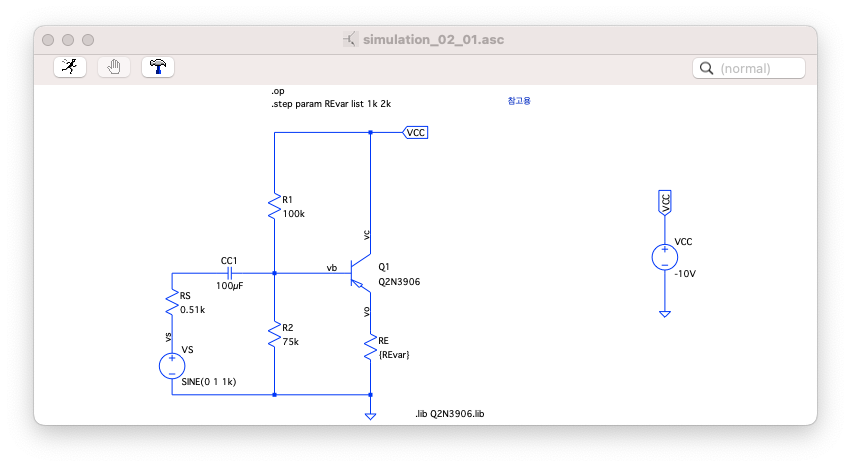 simulation_02_01.asc
(normal)
.op
.step param REvar list 1k 2k
참고용
VCC
R1
100k
vc
VCC
VCC
-10V
CC1
100µF
vb
Q1
Q2N3906
RS
0.51k
vo
R2
75k
RE
{REvar}
vs
VS
SINE(0 1 1k)
.lib Q2N3906.lib